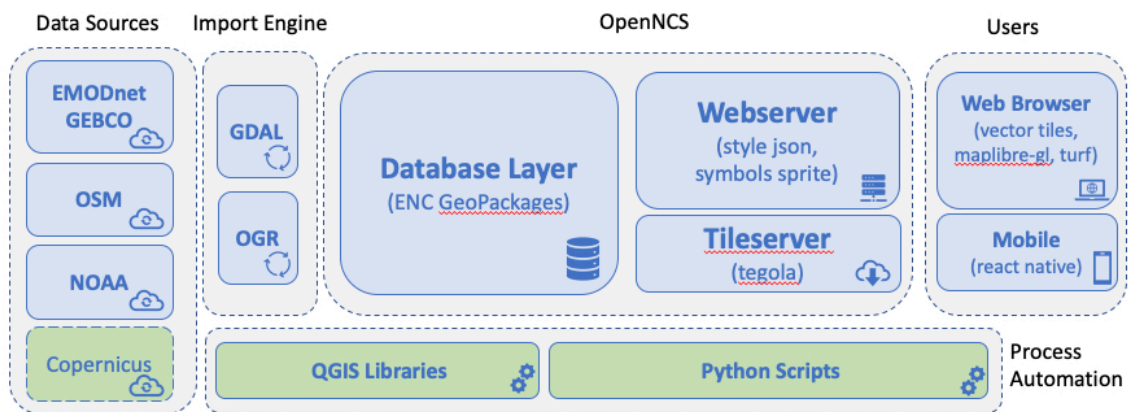 Data Sources
Import Engine
OpenNCS
Users
EMODnet
GEBCO
OSM
NOAA
Copernicus
GDAL
OGR
Database Layer
(ENC GeoPackages)
Webserver
(style json,
symbols sprite)
Tileserver
(tegola)
Web Browser
(vector tiles,
maplibre-gl, turf)
Mobile
(react native)
QGIS Libraries
Python Scripts
Process
Automation